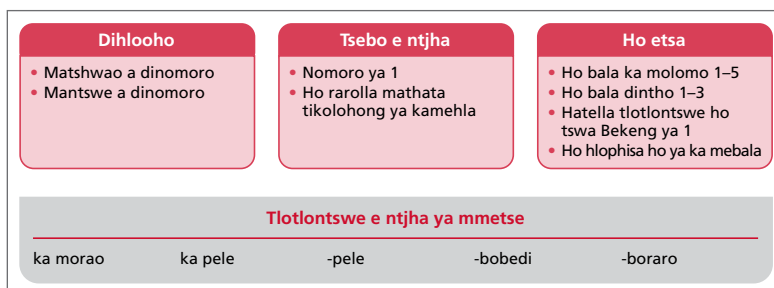 Dihlooho
• Matshwao a dinomoro
• Mantswe a dinomoro
Tsebo e ntjha
• Nomoro ya 1
• Ho rarolla mathata
tikolohong ya kamehla
Ho etsa
• Ho bala ka molomo 1–5
• Ho bala dintho 1–3
• Hatella tlotlontswe ho
tswa Bekeng ya 1
• Ho hlophisa ho ya ka mebala
Tlotlontswe e ntjha ya mmetse
ka morao ka pele -pele -bobedi -boraro